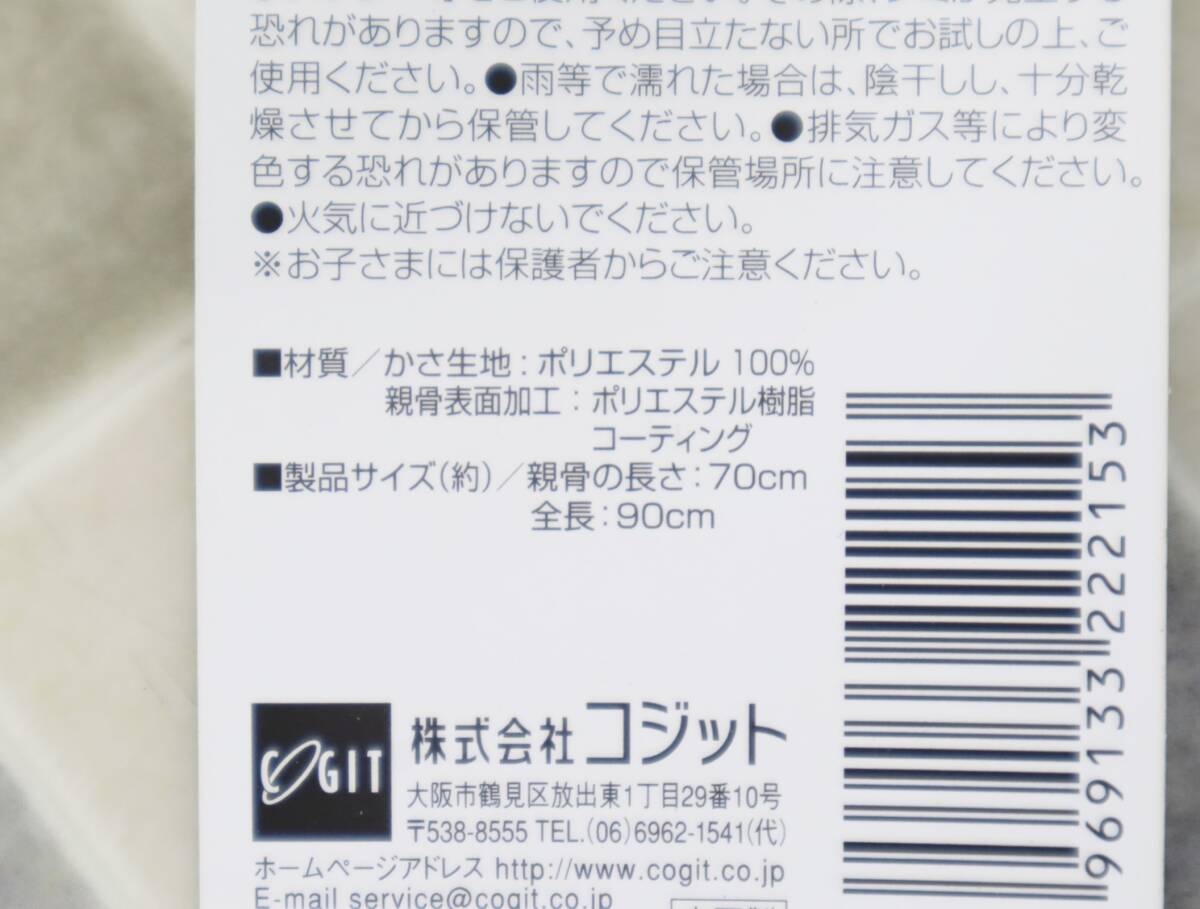 恐れがありますので、予め目立たない所でお試しの上、ご
使用ください。●雨等で濡れた場合は、陰干しし、十分乾
燥させてから保管してください。●排気ガス等により変
色する恐れがありますので保管場所に注意してください。
●火気に近づけないでください。
※お子さまには保護者からご注意ください。
■材質／かさ生地：ポリエステル 100%
親骨表面加工：ポリエステル樹脂
コーティング
■製品サイズ(約)／親骨の長さ：70cm
全長：90cm
969133 222153
COGIT
株式会社コジット
大阪市鶴見区放出東1丁目29番10号
〒538-8555 TEL.(06)6962-1541(代)
ホームページアドレス http://www.cogit.co.jp
E-mail service@cogit.co.jp